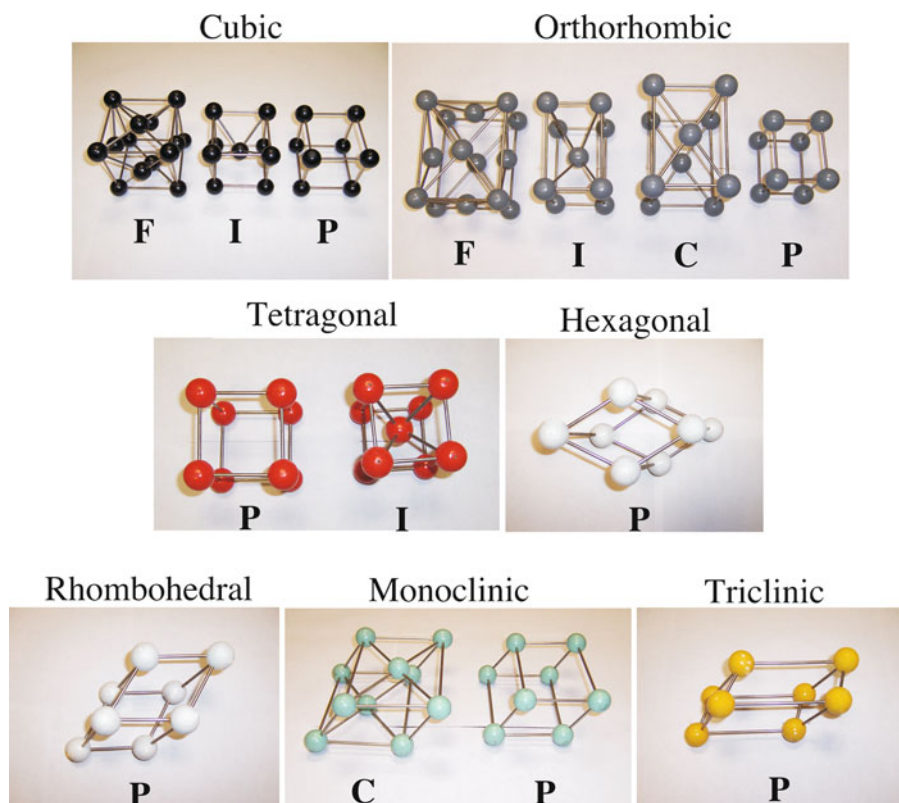 Cubic
Orthorhombic
F I P
F I C P
Tetragonal
Hexagonal
P I
P
Rhombohedral
Monoclinic
Triclinic
P
C P
P